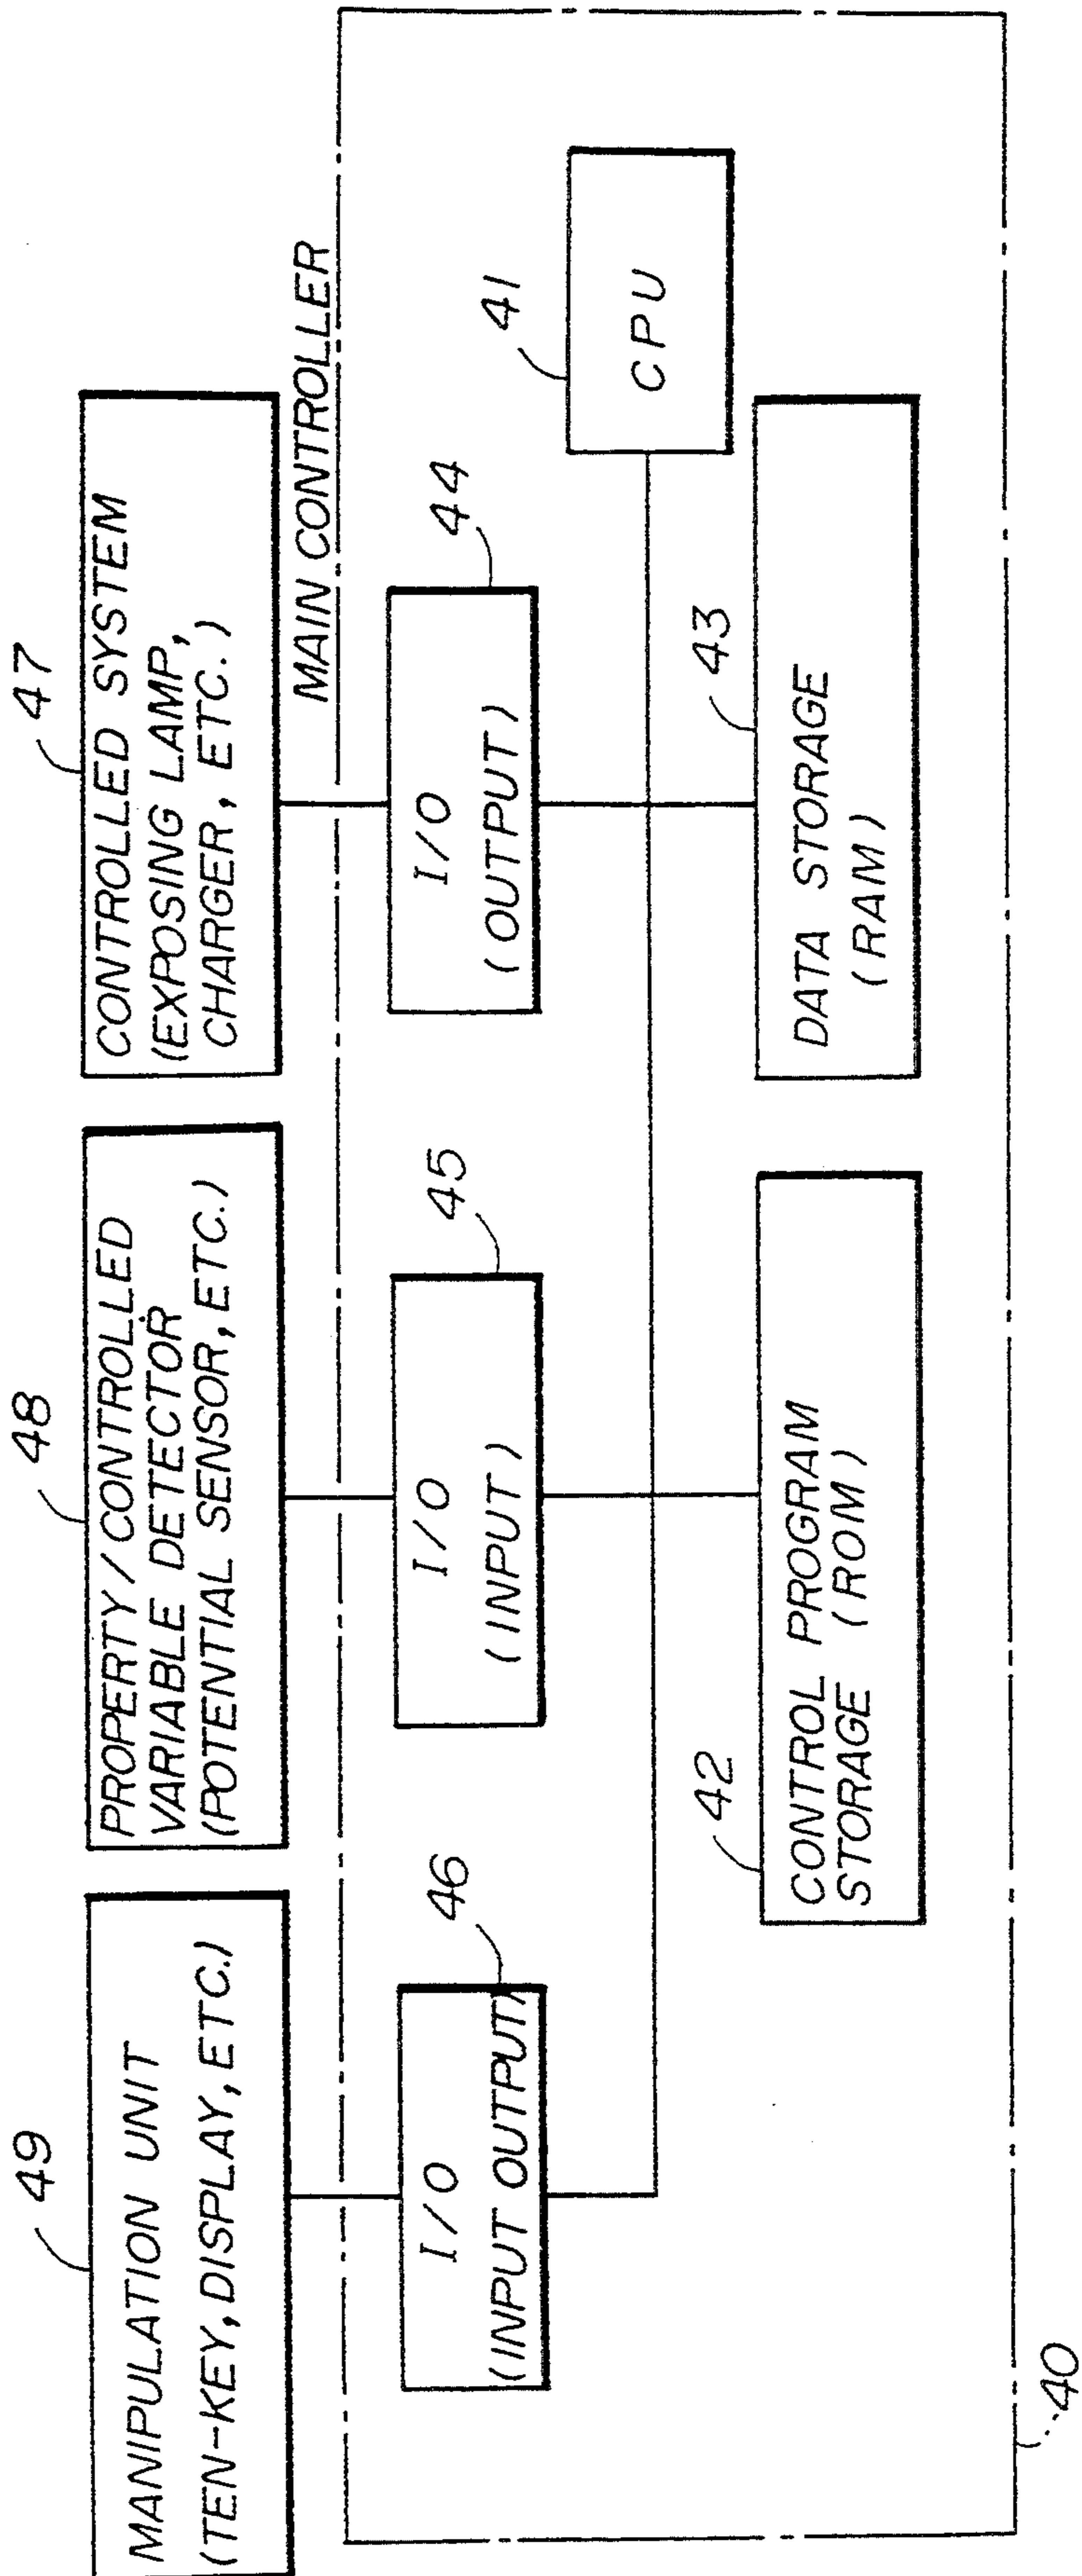 49
MANIPULATION UNIT
(TEN-KEY, DISPLAY, ETC.)
48
PROPERTY/CONTROLLED
VARIABLE DETECTOR
(POTENTIAL SENSOR, ETC.)
47
CONTROLLED SYSTEM
(EXPOSING LAMP,
CHARGER, ETC.)
MAIN CONTROLLER
46
I/O
(INPUT OUTPUT)
45
I/O
(INPUT)
44
I/O
(OUTPUT)
41
CPU
42
CONTROL PROGRAM
STORAGE (ROM)
43
DATA STORAGE
(RAM)
40